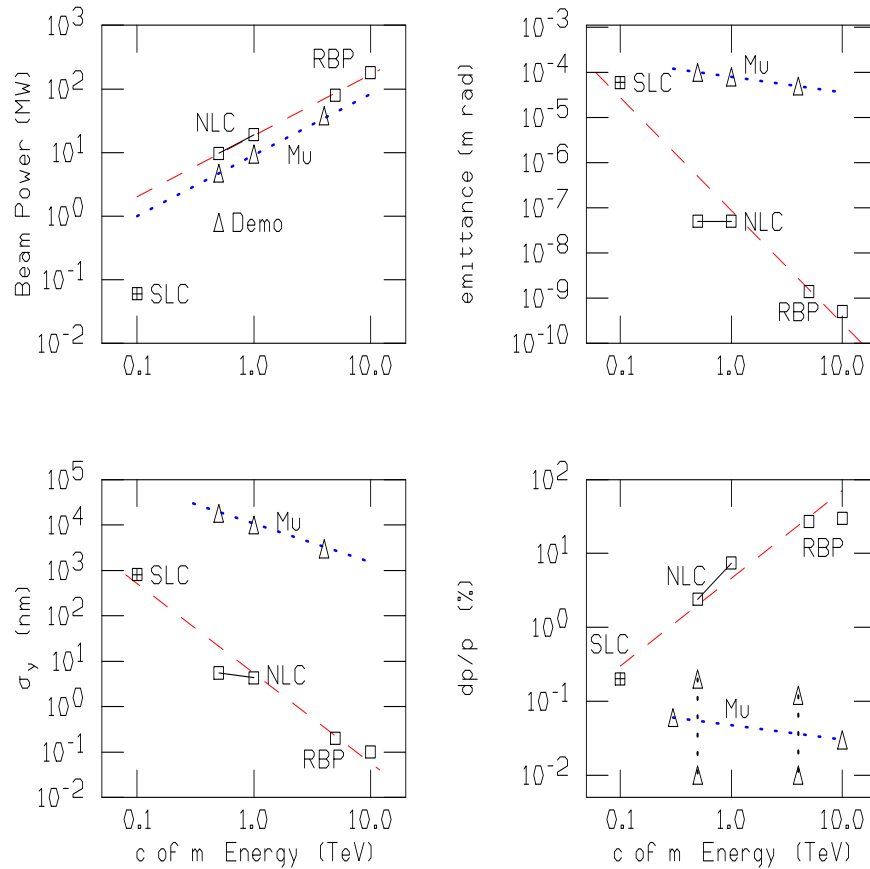 Beam Power (MW)
10^3
10^2
10^1
10^0
10^-1
10^-2
RBP
NLC
Mu
Demo
SLC
0.1 1.0 10.0
emittance (m rad)
10^-3
10^-4
10^-5
10^-6
10^-7
10^-8
10^-9
10^-10
Mu
SLC
NLC
RBP
0.1 1.0 10.0
σ_y (nm)
10^5
10^4
10^3
10^2
10^1
10^0
10^-1
10^-2
Mu
SLC
NLC
RBP
0.1 1.0 10.0
c of m Energy (TeV)
dp/p (%)
10^2
10^1
10^0
10^-1
10^-2
RBP
NLC
SLC
Mu
0.1 1.0 10.0
c of m Energy (TeV)